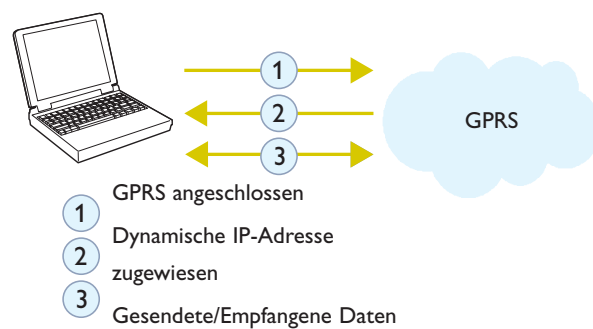 1
2
3
GPRS
1
GPRS angeschlossen
2
Dynamische IP-Adresse
zugewiesen
3
Gesendete/Empfangene Daten